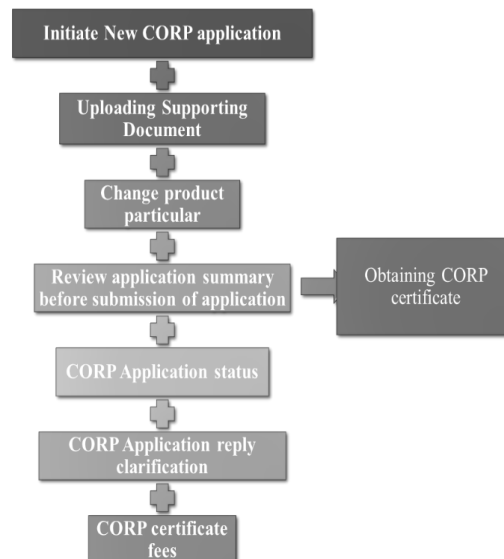 Initiate New CORP application
Uploading Supporting
Document
Change product
particular
Review application summary
before submission of application
Obtaining CORP
certificate
CORP Application status
CORP Application reply
clarification
CORP certificate
fees